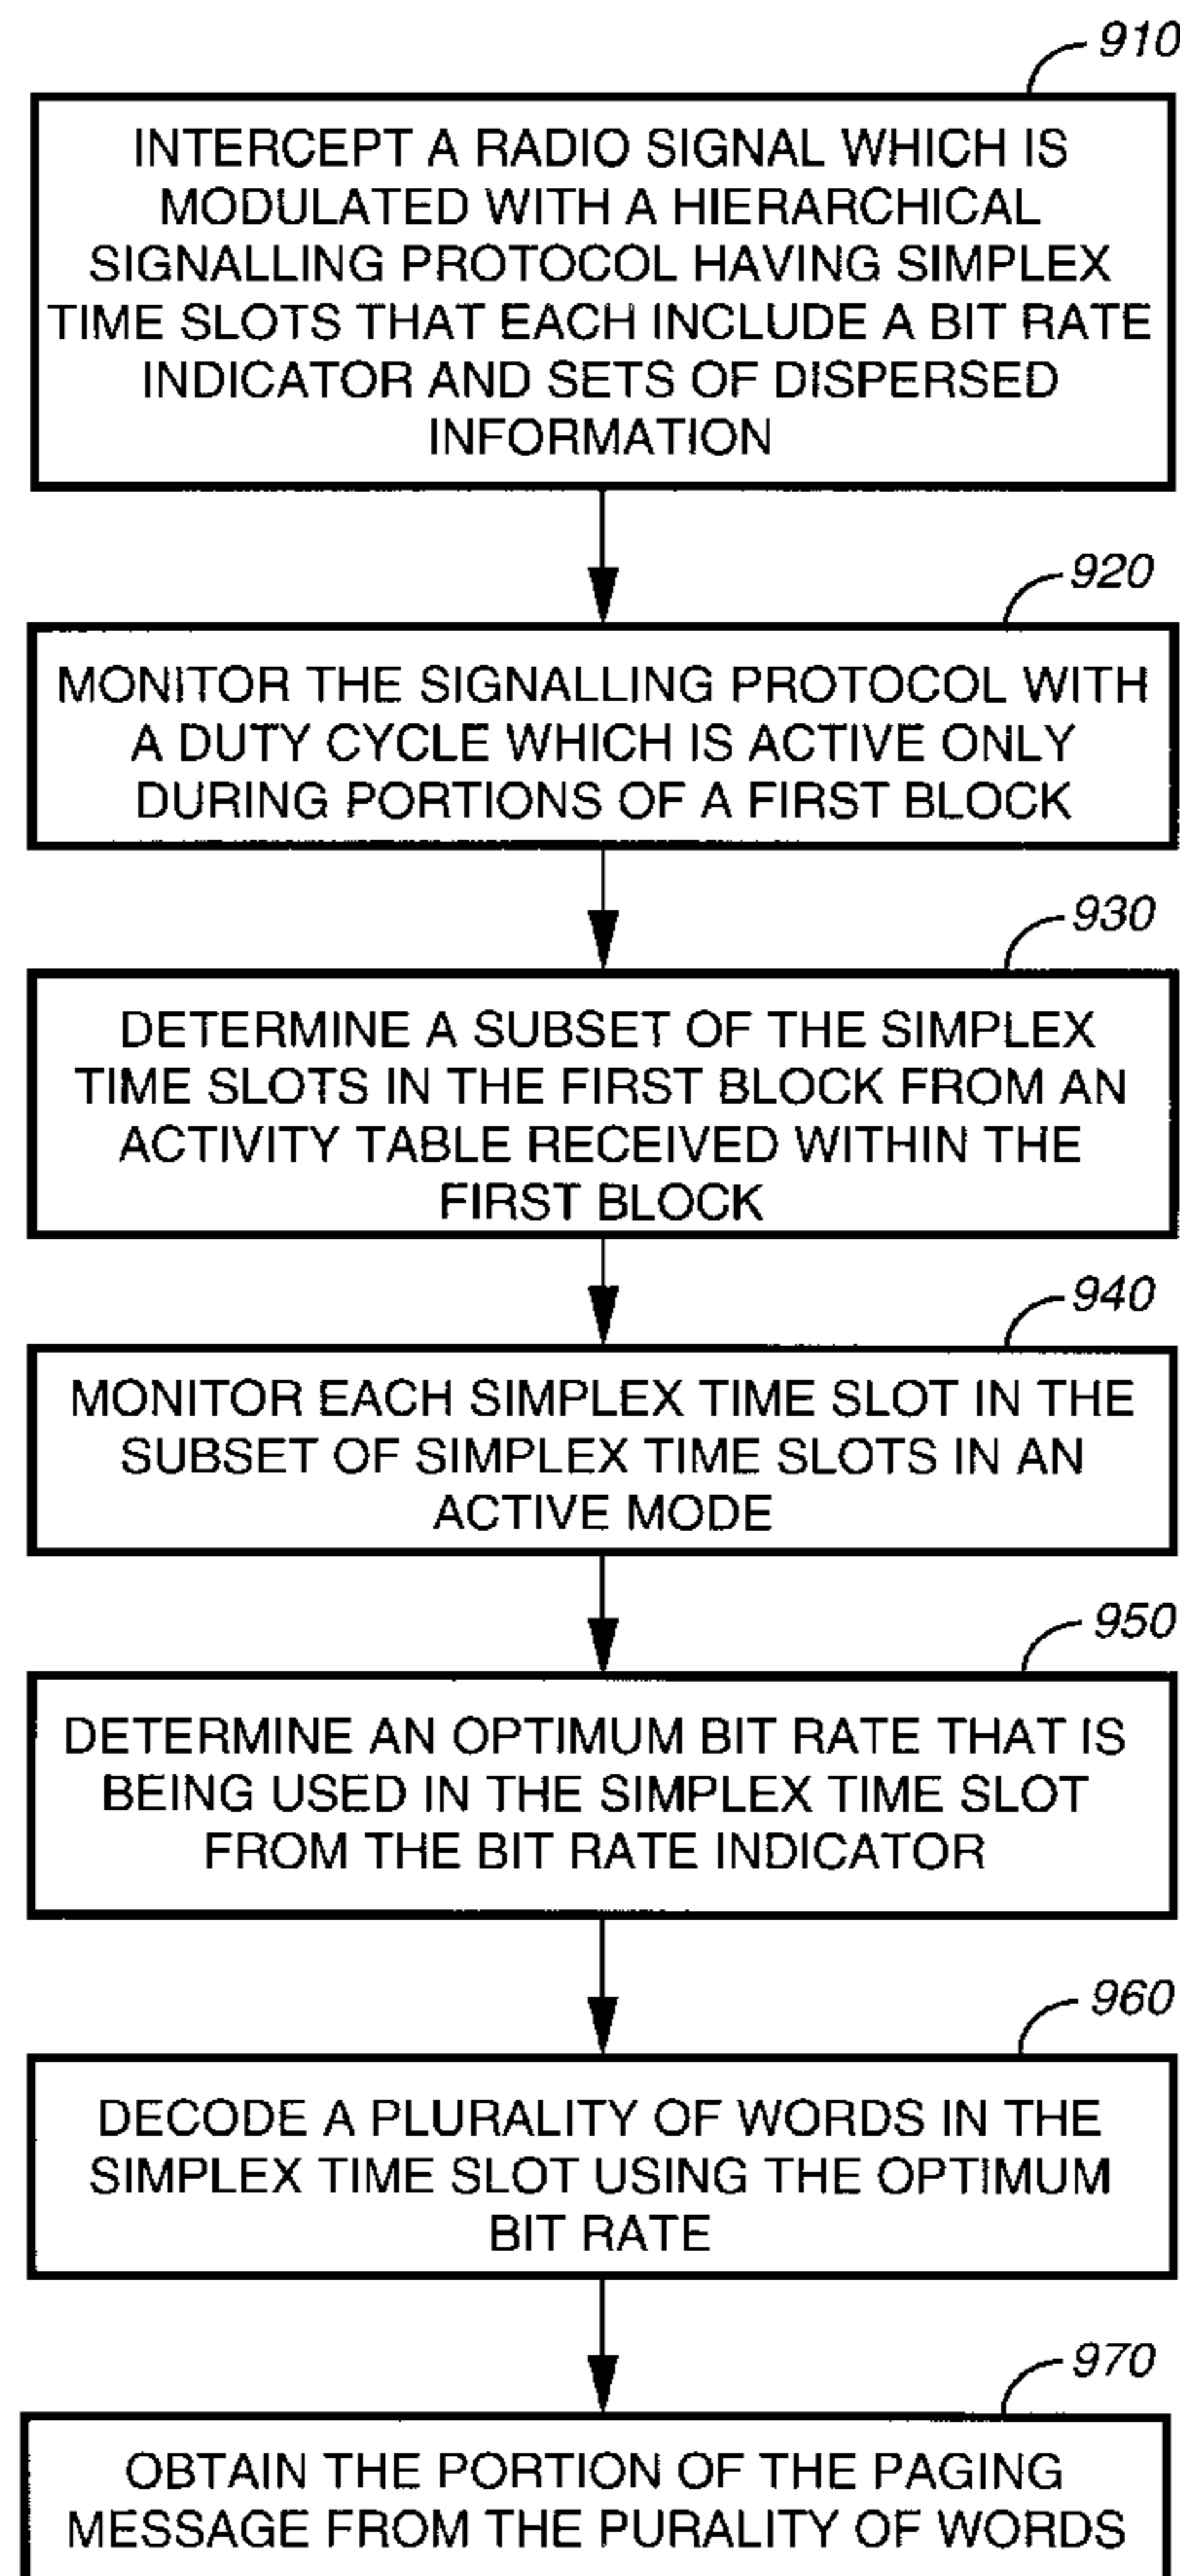 910
INTERCEPT A RADIO SIGNAL WHICH IS
MODULATED WITH A HIERARCHICAL
SIGNALLING PROTOCOL HAVING SIMPLEX
TIME SLOTS THAT EACH INCLUDE A BIT RATE
INDICATOR AND SETS OF DISPERSED
INFORMATION
920
MONITOR THE SIGNALLING PROTOCOL WITH
A DUTY CYCLE WHICH IS ACTIVE ONLY
DURING PORTIONS OF A FIRST BLOCK
930
DETERMINE A SUBSET OF THE SIMPLEX
TIME SLOTS IN THE FIRST BLOCK FROM AN
ACTIVITY TABLE RECEIVED WITHIN THE
FIRST BLOCK
940
MONITOR EACH SIMPLEX TIME SLOT IN THE
SUBSET OF SIMPLEX TIME SLOTS IN AN
ACTIVE MODE
950
DETERMINE AN OPTIMUM BIT RATE THAT IS
BEING USED IN THE SIMPLEX TIME SLOT
FROM THE BIT RATE INDICATOR
960
DECODE A PLURALITY OF WORDS IN THE
SIMPLEX TIME SLOT USING THE OPTIMUM
BIT RATE
970
OBTAIN THE PORTION OF THE PAGING
MESSAGE FROM THE PURALITY OF WORDS